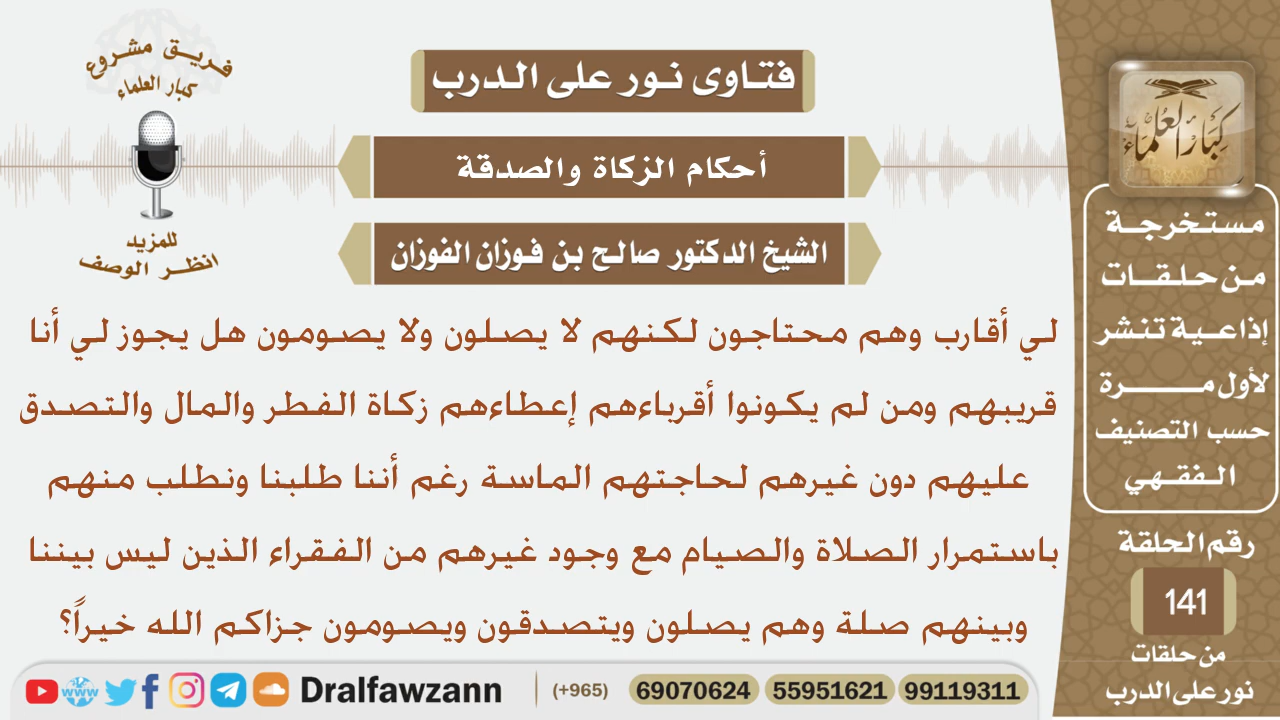 فريق مشروع
كبار العلماء
للمزيد
انظر الوصف
فتاوى نور على الدرب
أحكام الزكاة والصدقة
الشيخ الدكتور صالح بن فوزان الفوزان
لي أقارب وهم محتاجون لكنهم لا يصلون ولا يصومون هل يجوز لي أنا
قريبهم ومن لم يكونوا أقرباءهم إعطاءهم زكاة الفطر والمال والتصدق
عليهم دون غيرهم لحاجتهم الماسة رغم أننا طلبنا ونطلب منهم
باستمرار الصلاة والصيام مع وجود غيرهم من الفقراء الذين ليس بيننا
وبينهم صلة وهم يصلون ويتصدقون ويصومون جزاكم الله خيراً؟
كبار العلماء
مستخرجة
من حلقات
إذاعية تنشر
لأول مرة
حسب التصنيف
الفقهي
رقم الحلقة
141
من حلقات
نور على الدرب
www
Dralfawzann
(+965)
69070624
55951621
99119311